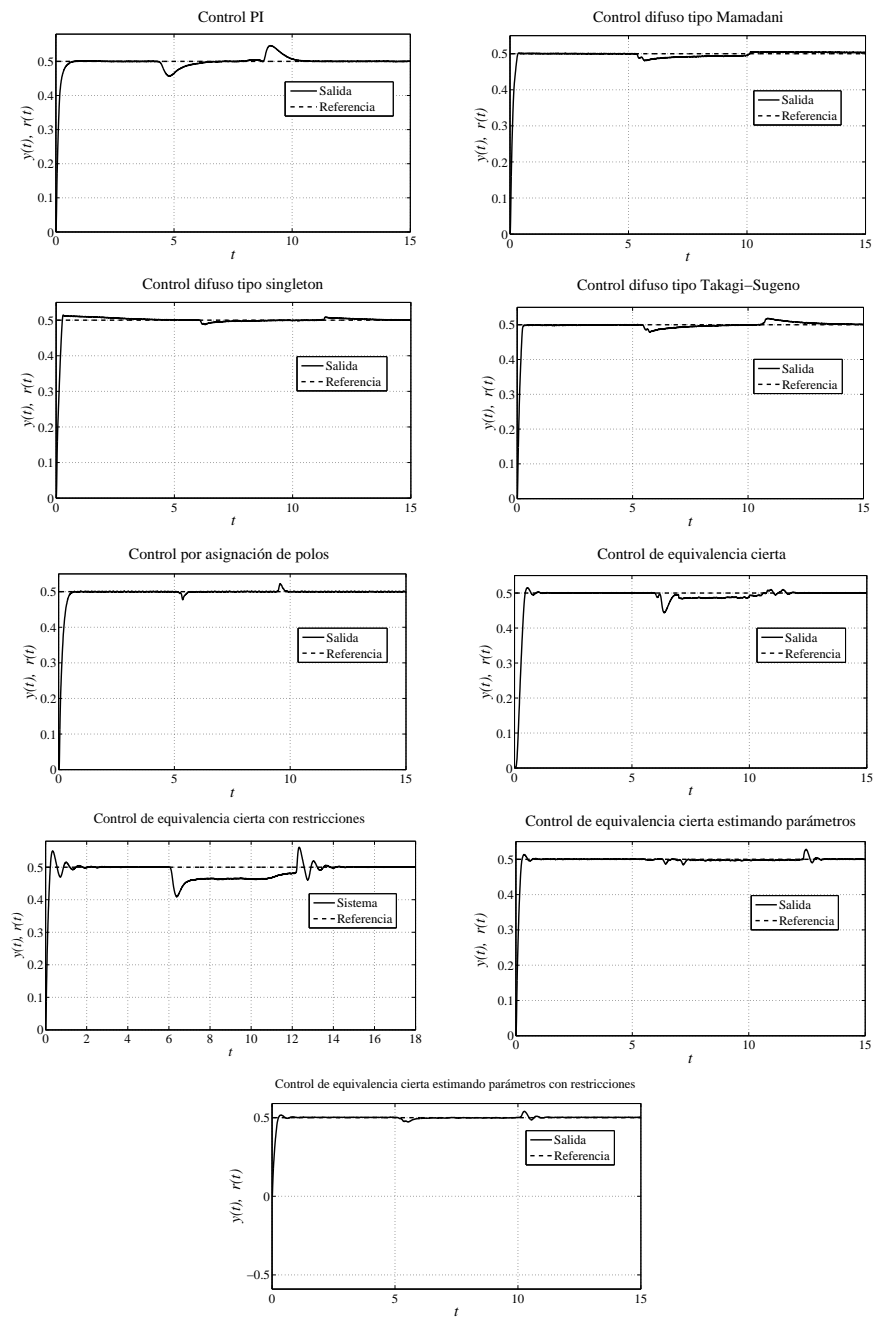 Control PI
0.5
0.4
0.3
0.2
0.1
0
0
5
10
15
y(t), r(t)
t
Salida
Referencia
Control difuso tipo Mamadani
0.5
0.4
0.3
0.2
0.1
0
0
5
10
15
y(t), r(t)
t
Salida
Referencia
Control difuso tipo singleton
0.5
0.4
0.3
0.2
0.1
0
0
5
10
15
y(t), r(t)
t
Salida
Referencia
Control difuso tipo Takagi−Sugeno
0.5
0.4
0.3
0.2
0.1
0
0
5
10
15
y(t), r(t)
t
Salida
Referencia
Control por asignación de polos
0.5
0.4
0.3
0.2
0.1
0
0
5
10
15
y(t), r(t)
t
Salida
Referencia
Control de equivalencia cierta
0.5
0.4
0.3
0.2
0.1
0
0
5
10
15
y(t), r(t)
t
Salida
Referencia
Control de equivalencia cierta con restricciones
0.5
0.4
0.3
0.2
0.1
0
0
2
4
6
8
10
12
14
16
18
y(t), r(t)
t
Sistema
Referencia
Control de equivalencia cierta estimando parámetros
0.5
0.4
0.3
0.2
0.1
0
0
5
10
15
y(t), r(t)
t
Salida
Referencia
Control de equivalencia cierta estimando parámetros con restricciones
0.5
0
−0.5
0
5
10
15
y(t), r(t)
t
Salida
Referencia